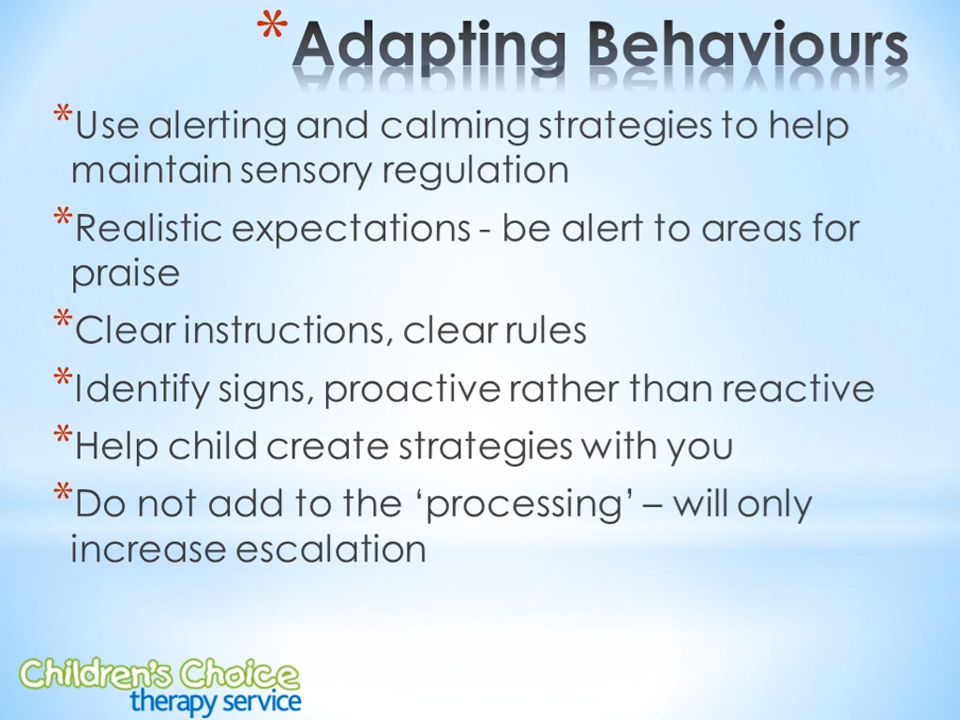 * Adapting Behaviours
* Use alerting and calming strategies to help
maintain sensory regulation
* Realistic expectations - be alert to areas for
praise
* Clear instructions, clear rules
* Identify signs, proactive rather than reactive
* Help child create strategies with you
* Do not add to the ‘processing’ – will only
increase escalation
Children's Choice
therapy service